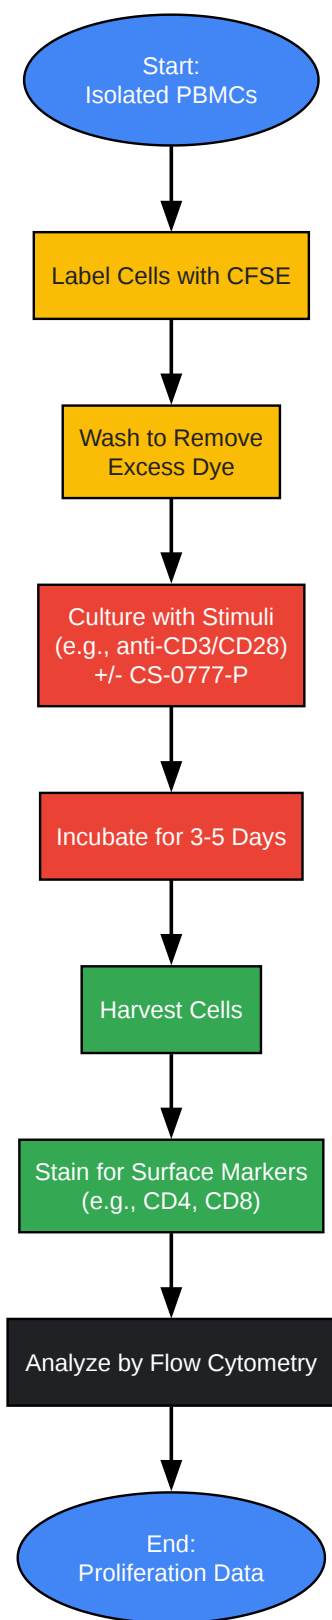 Start:
Isolated PBMCs
Label Cells with CFSE
Wash to Remove
Excess Dye
Culture with Stimuli
(e.g., anti-CD3/CD28)
+/- CS-0777-P
Incubate for 3-5 Days
Harvest Cells
Stain for Surface Markers
(e.g., CD4, CD8)
Analyze by Flow Cytometry
End:
Proliferation Data